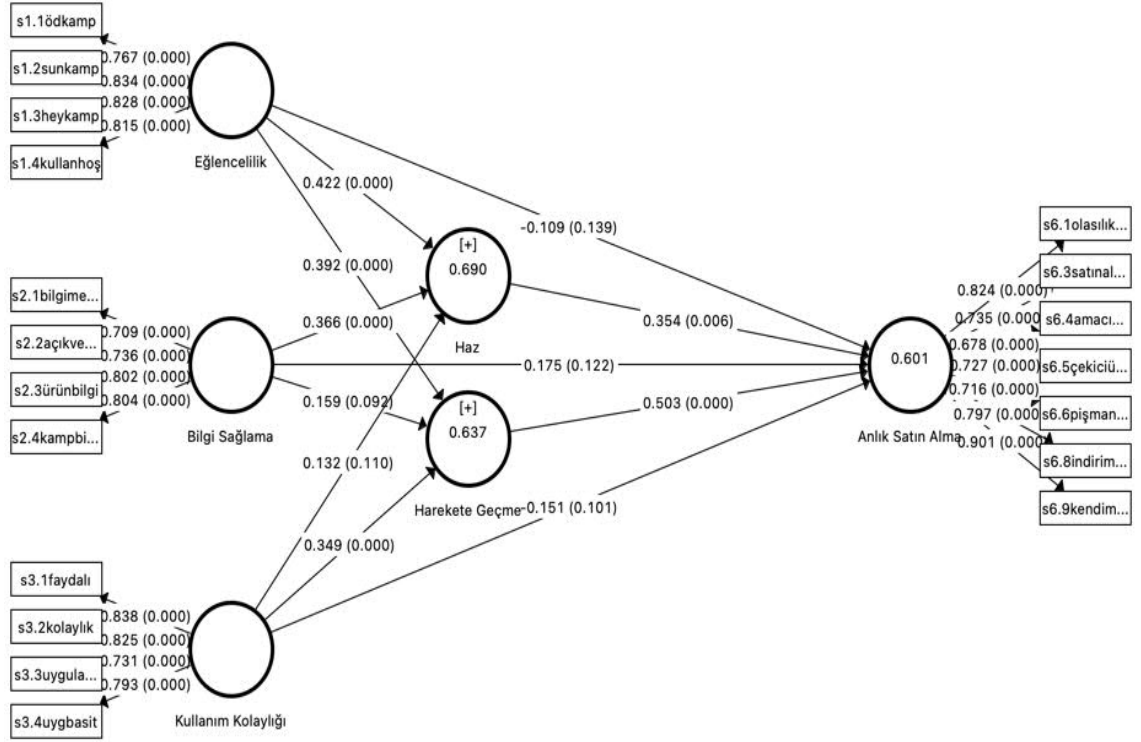 s1.1ödkamp
s1.2sunkamp
s1.3heykamp
s1.4kullanhoş
0.767 (0.000)
0.834 (0.000)
0.828 (0.000)
0.815 (0.000)
Eğlencelilik
0.422 (0.000)
-0.109 (0.139)
0.392 (0.000)
[+]
0.690
Haz
s2.1bilgime...
s2.2açıkve...
s2.3ürünbilgi
s2.4kampbi...
0.709 (0.000)
0.736 (0.000)
0.802 (0.000)
0.804 (0.000)
Bilgi Sağlama
0.366 (0.000)
0.354 (0.006)
0.175 (0.122)
0.159 (0.092)
[+]
0.637
Harekete Geçme
0.503 (0.000)
0.132 (0.110)
-0.151 (0.101)
0.349 (0.000)
s3.1faydalı
s3.2kolaylık
s3.3uygula...
s3.4uygbasit
0.838 (0.000)
0.825 (0.000)
0.731 (0.000)
0.793 (0.000)
Kullanım Kolaylığı
0.601
Anlık Satın Alma
0.824 (0.000)
0.735 (0.000
0.678 (0.000)
0.727 (0.000)
0.716 (0.000)
0.797 (0.000
0.901 (0.000
s6.1olasılık...
s6.3satınal...
s6.4amacı...
s6.5çekiciü...
s6.6pişman...
s6.8indirim...
s6.9kendim...